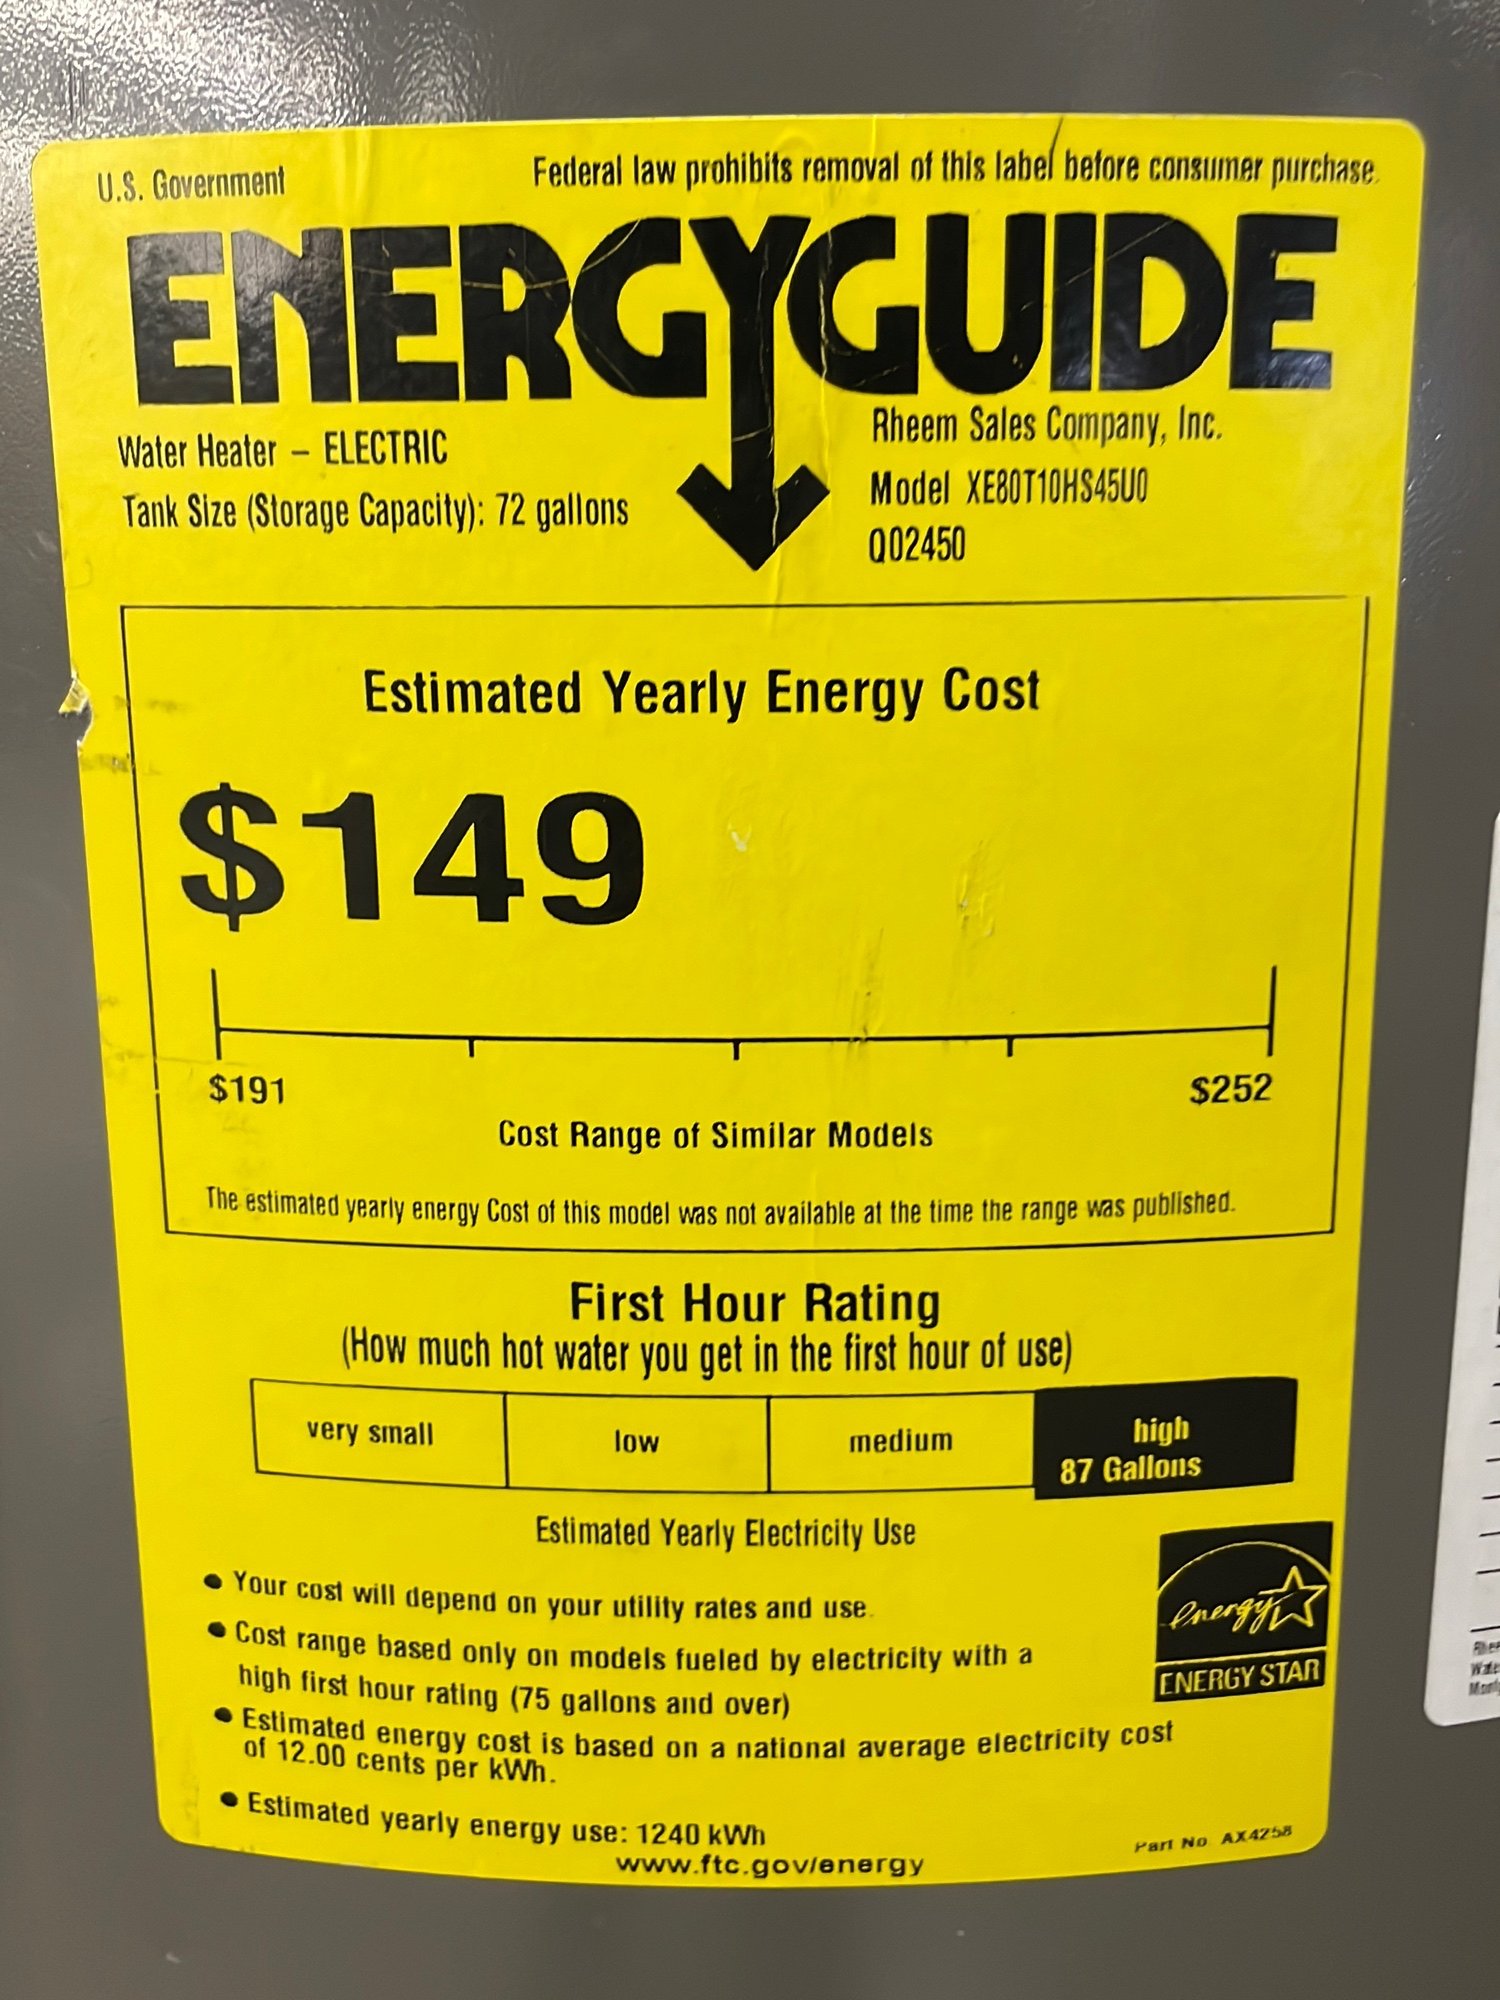 U.S. Government
Federal law prohibits removal of this label before consumer purchase.
ENERGYGUIDE
Water Heater – ELECTRIC
Tank Size (Storage Capacity): 72 gallons
Rheem Sales Company, Inc.
Model XE80T10HS45U0
Q02450
Estimated Yearly Energy Cost
$149
$191
$252
Cost Range of Similar Models
The estimated yearly energy Cost of this model was not available at the time the range was published.
First Hour Rating
(How much hot water you get in the first hour of use)
very small
low
medium
high
87 Gallons
Estimated Yearly Electricity Use
• Your cost will depend on your utility rates and use.
• Cost range based only on models fueled by electricity with a
high first hour rating (75 gallons and over)
• Estimated energy cost is based on a national average electricity cost
of 12.00 cents per kWh.
• Estimated yearly energy use: 1240 kWh
energy
ENERGY STAR
Part No AX4258
www.ftc.gov/energy